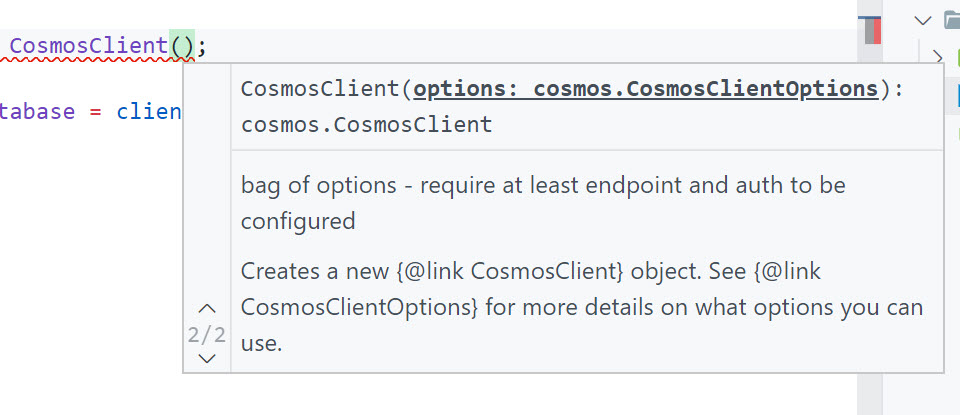 CosmosClient();
CosmosClient(options: cosmos.CosmosClientOptions):
cosmos.CosmosClient
tabase = clien
bag of options - require at least endpoint and auth to be
configured
Creates a new {@link CosmosClient} object. See {@link
CosmosClientOptions} for more details on what options you can
use.
2/2